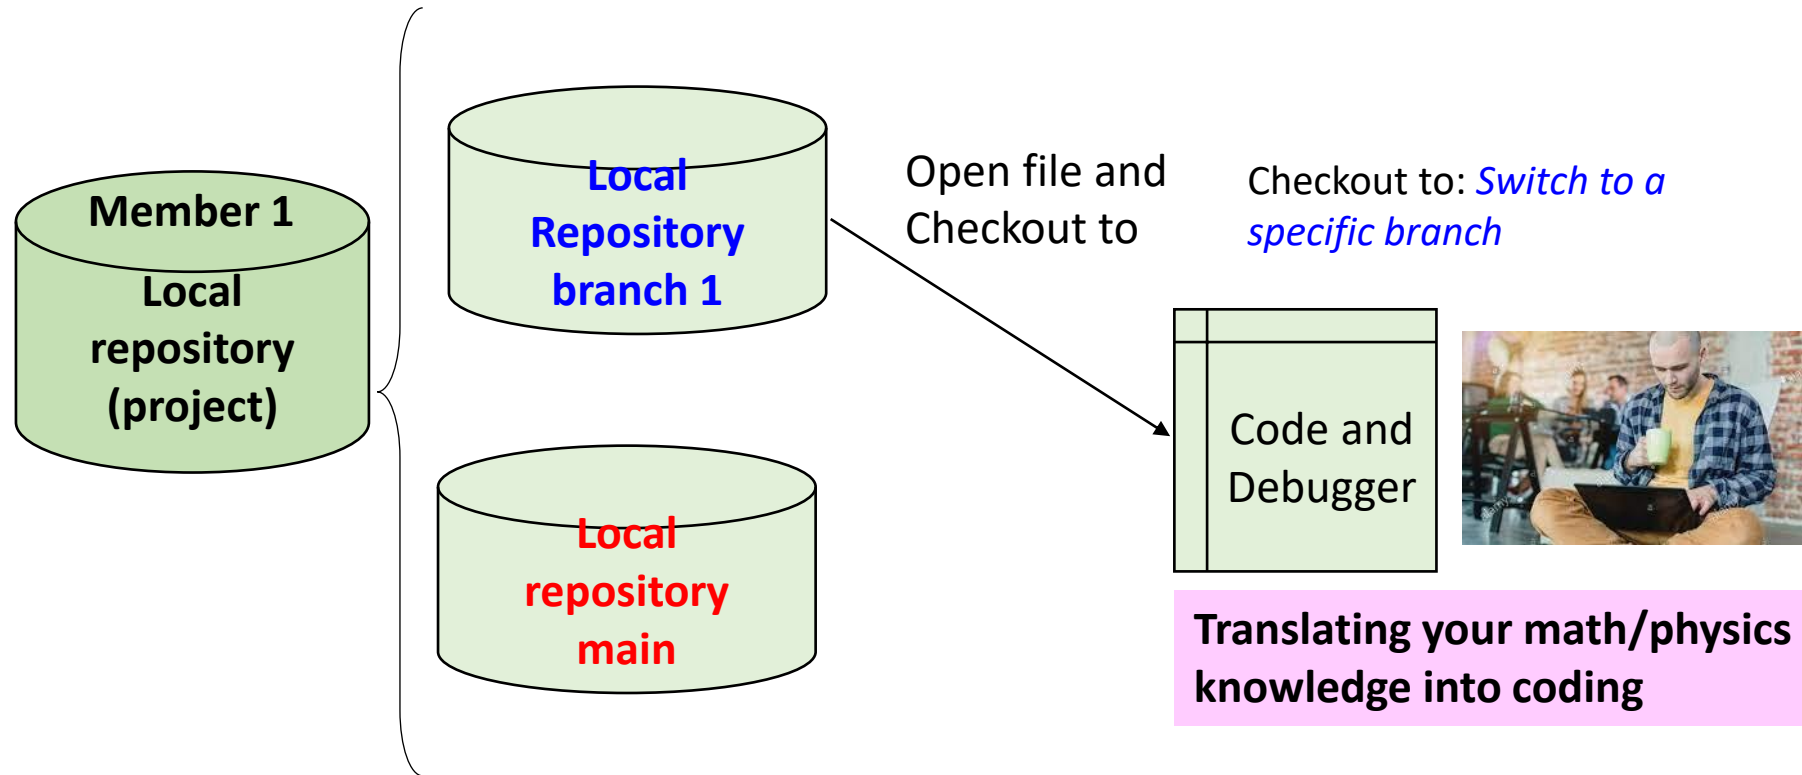 Member 1
Local
repository
(project)
Local
Repository
branch 1
Local
repository
main
Open file and
Checkout to
Checkout to: Switch to a
specific branch
Code and
Debugger
Translating your math/physics
knowledge into coding